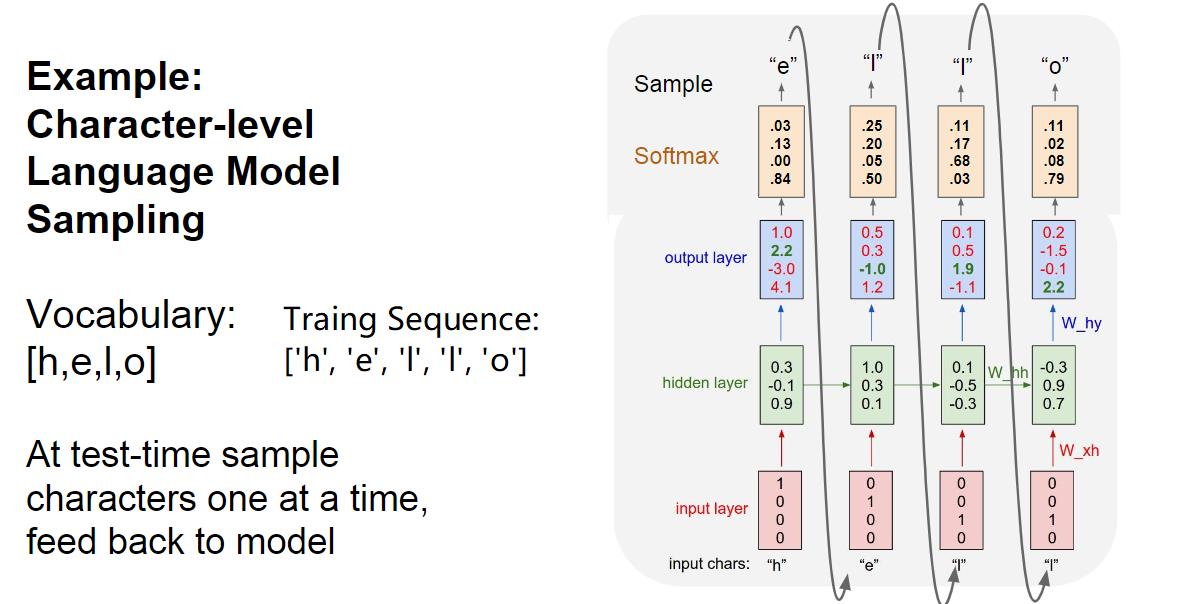 Example:
Character-level
Language Model
Sampling
Vocabulary:
[h,e,l,o]
Traing Sequence:
['h', 'e', 'l', 'l', 'o']
At test-time sample
characters one at a time,
feed back to model
Sample
“e” “l” “l” “o”
Softmax
.03 .25 .11 .11
.13 .20 .17 .02
.00 .05 .68 .08
.84 .50 .03 .79
output layer
1.0 0.5 0.1 0.2
2.2 0.3 0.5 -1.5
-3.0 -1.0 1.9 -0.1
4.1 1.2 -1.1 2.2
W_hy
hidden layer
0.3 1.0 0.1 -0.3
-0.1 0.3 -0.5 0.9
0.9 0.1 -0.3 0.7
W_hh
W_xh
input layer
1 0 0 0
0 1 0 0
0 0 1 1
0 0 0 0
input chars: “h” “e” “l” “l”